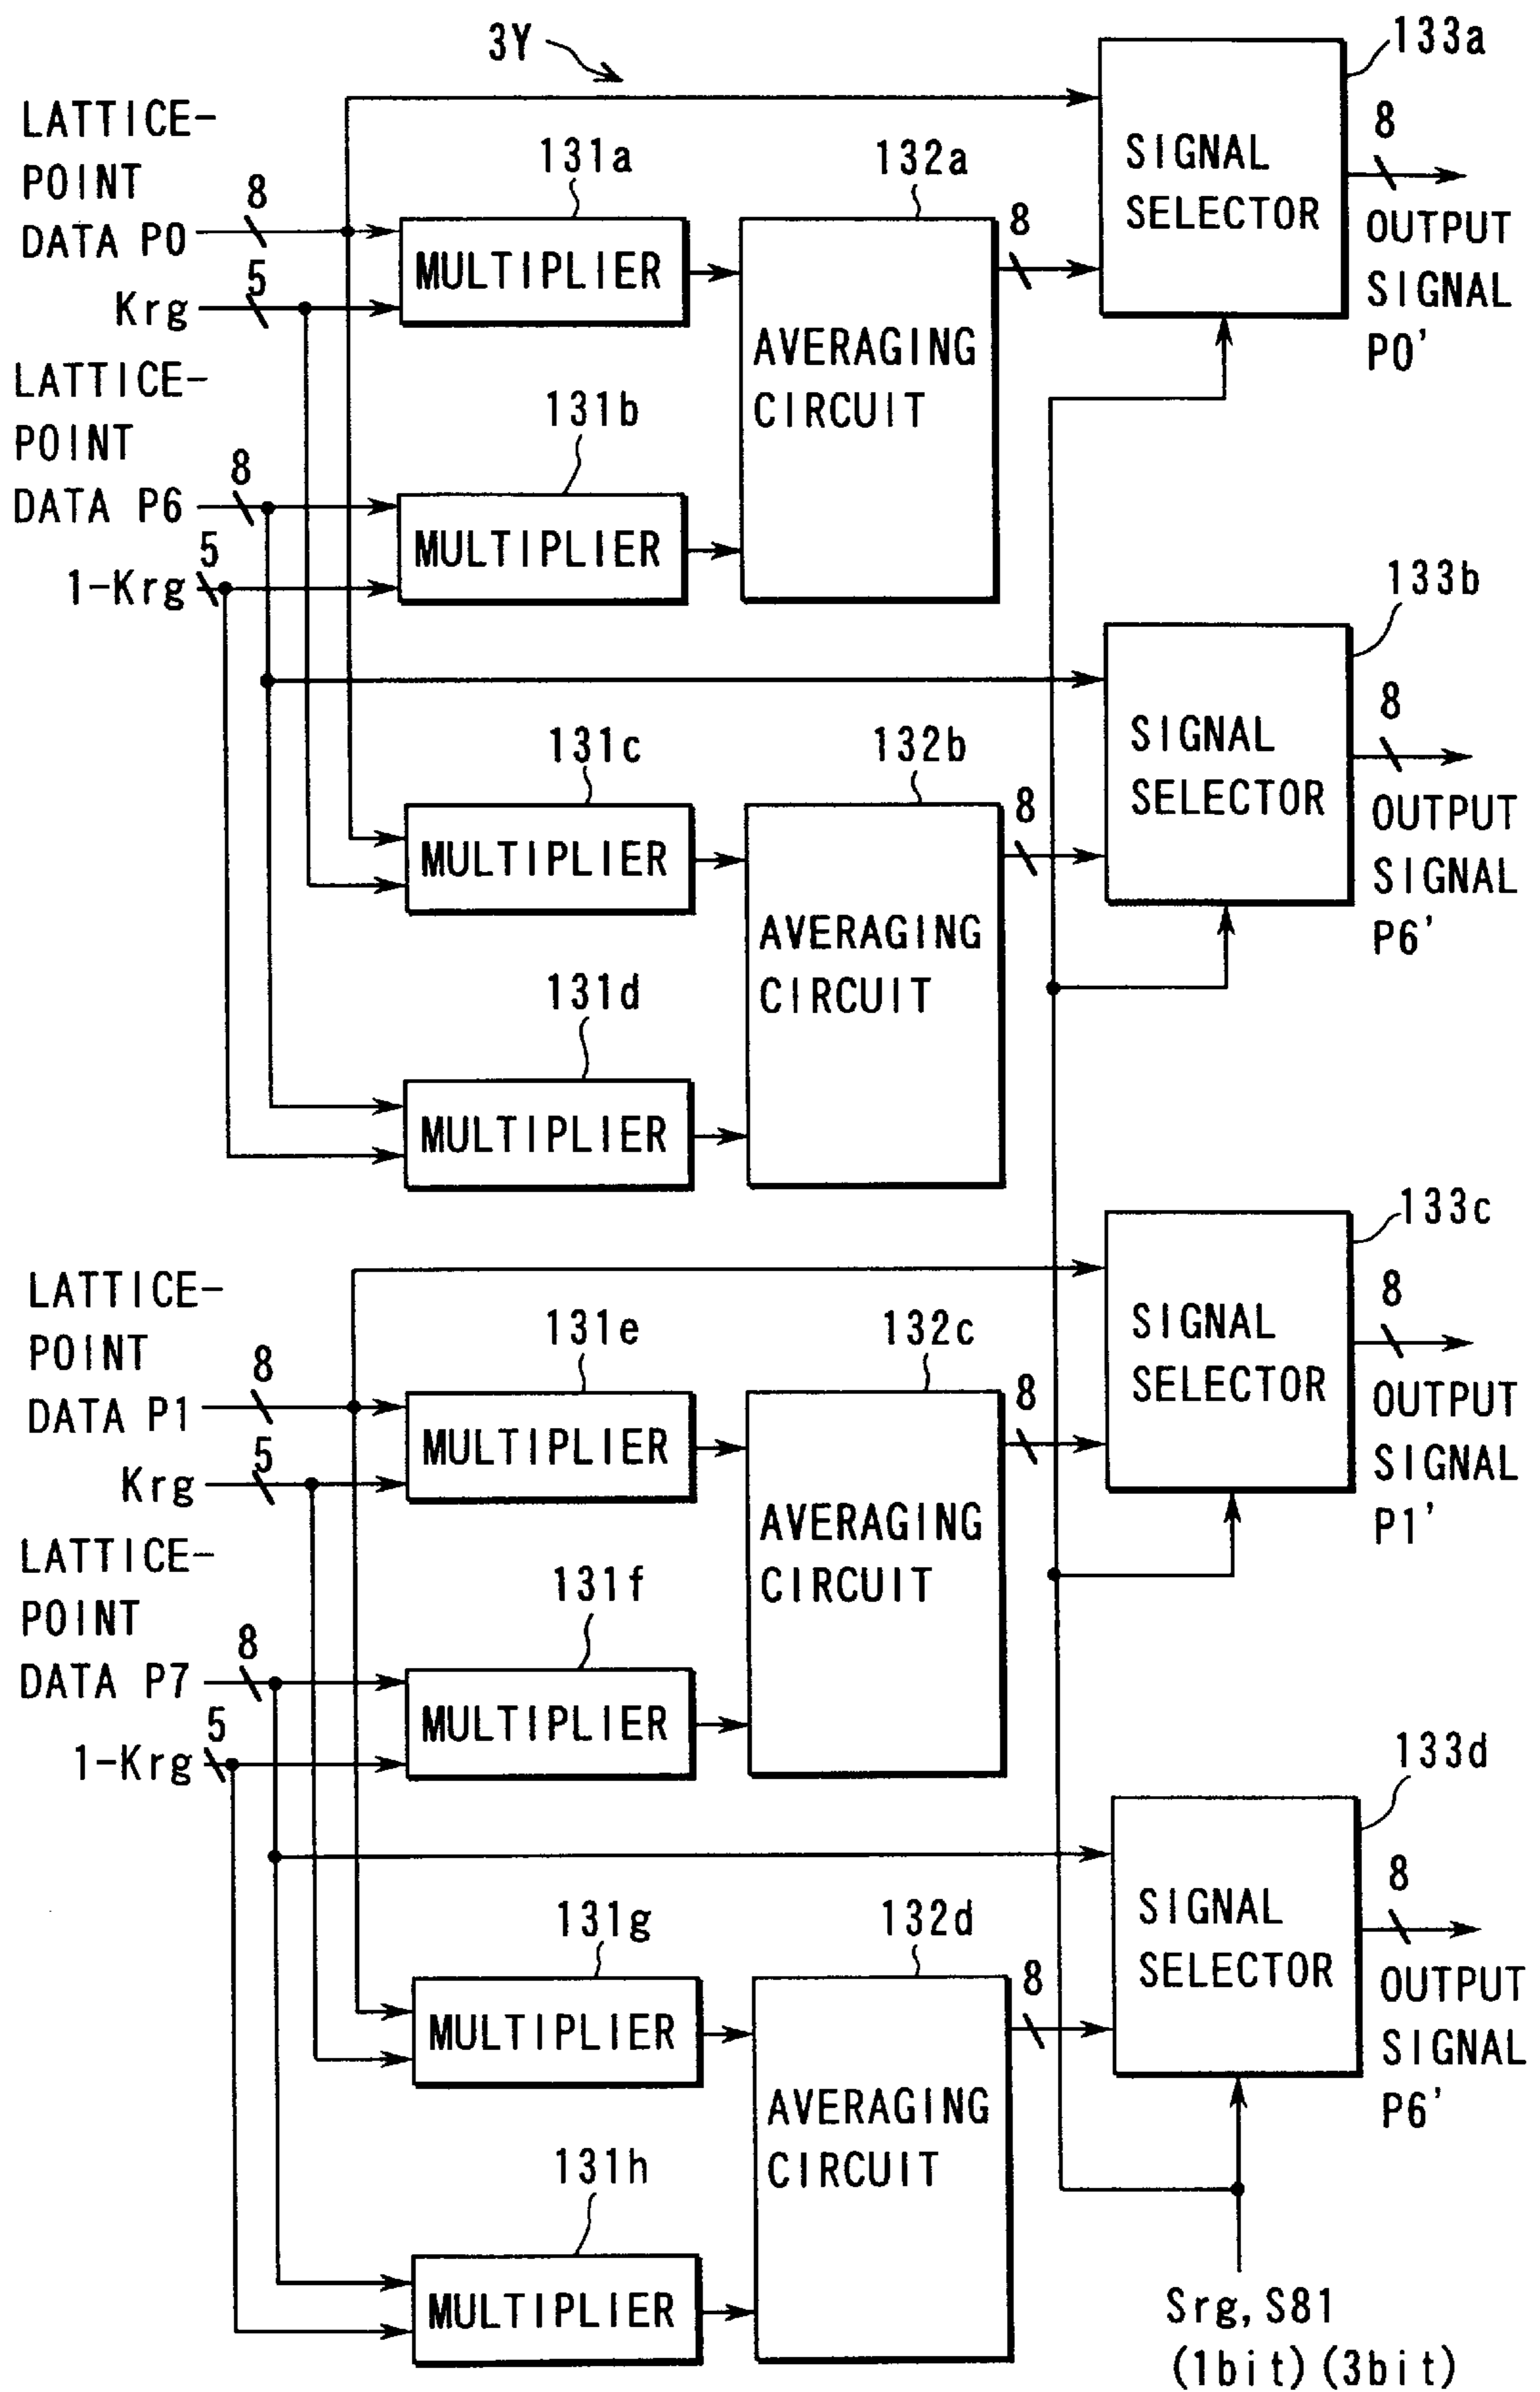 3Y
133a
LATTICE-
POINT
DATA P0
8
Krg
5
131a
MULTIPLIER
132a
AVERAGING
CIRCUIT
8
SIGNAL
SELECTOR
8
OUTPUT
SIGNAL
P0'
LATTICE-
POINT
DATA P6
8
1-Krg
5
131b
MULTIPLIER
133b
SIGNAL
SELECTOR
8
OUTPUT
SIGNAL
P6'
131c
MULTIPLIER
132b
AVERAGING
CIRCUIT
8
131d
MULTIPLIER
133c
SIGNAL
SELECTOR
8
OUTPUT
SIGNAL
P1'
LATTICE-
POINT
DATA P1
8
Krg
5
131e
MULTIPLIER
132c
AVERAGING
CIRCUIT
8
LATTICE-
POINT
DATA P7
8
1-Krg
5
131f
MULTIPLIER
133d
SIGNAL
SELECTOR
8
OUTPUT
SIGNAL
P6'
131g
MULTIPLIER
132d
AVERAGING
CIRCUIT
8
131h
MULTIPLIER
Srg, S81
(1bit) (3bit)